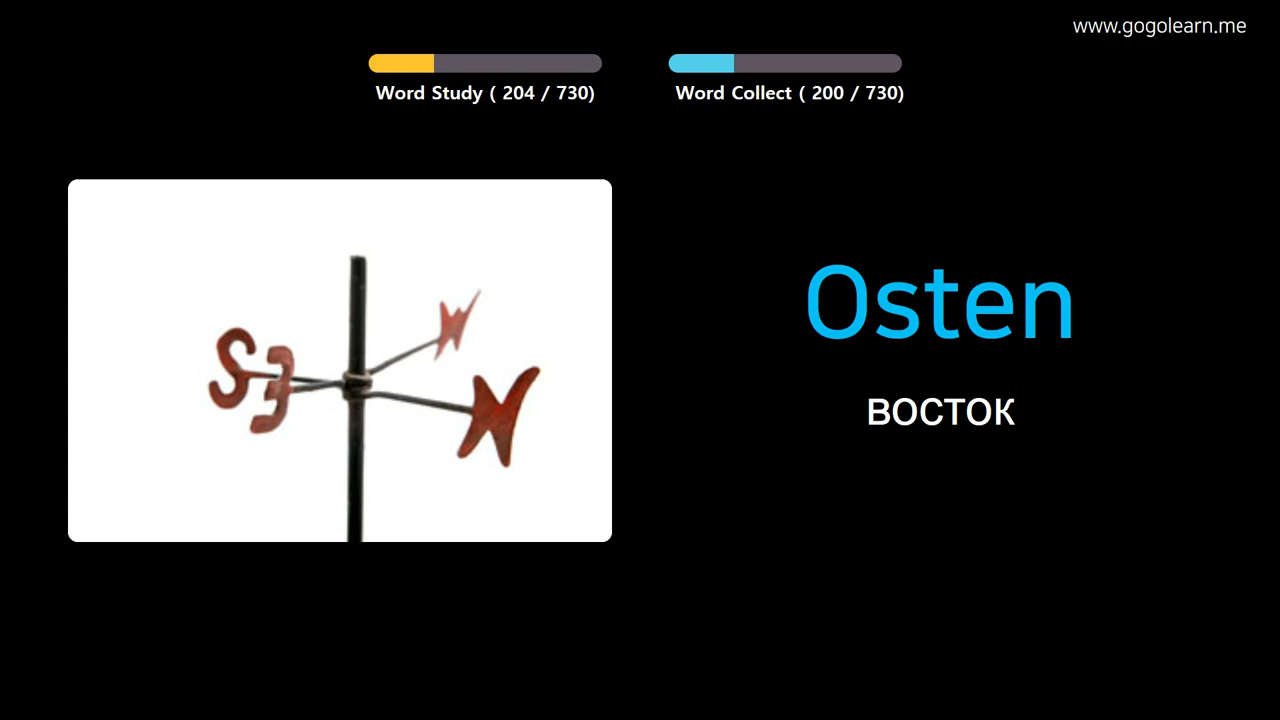 www.gogolearn.me
Word Study ( 204 / 730)
Word Collect ( 200 / 730)
S
E
W
N
Osten
восток